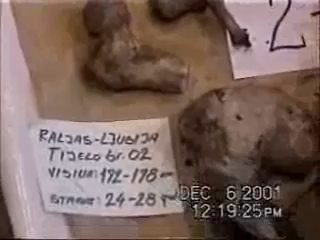 2
RALJAŠ-LJUBIJA
TIJELO br. 02
VISINA: 172-178 cm
STAROST: 24-28
DEC 6 2001
12:19:25 PM